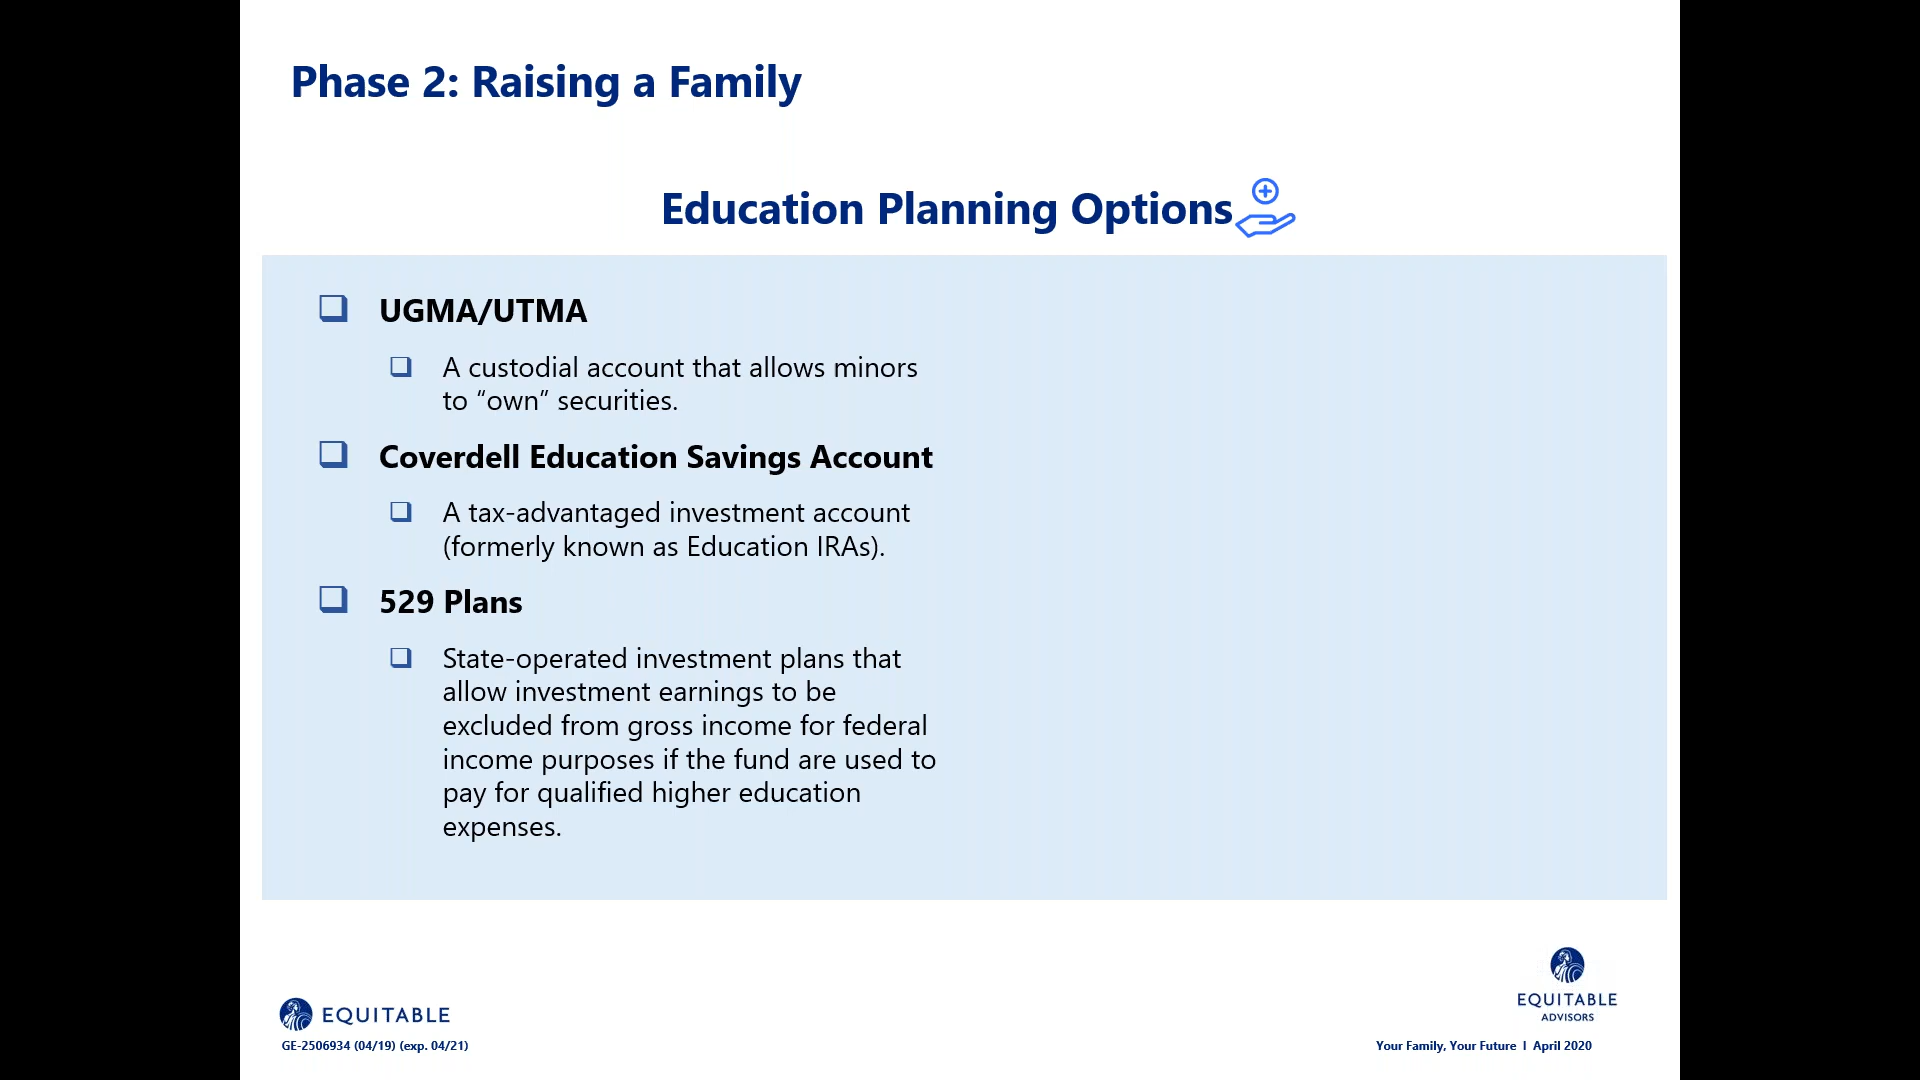 Phase 2: Raising a Family
Education Planning Options
UGMA/UTMA
A custodial account that allows minors
to “own” securities.
Coverdell Education Savings Account
A tax-advantaged investment account
(formerly known as Education IRAs).
529 Plans
State-operated investment plans that
allow investment earnings to be
excluded from gross income for federal
income purposes if the fund are used to
pay for qualified higher education
expenses.
EQUITABLE
GE-2506934 (04/19) (exp. 04/21)
EQUITABLE
ADVISORS
Your Family, Your Future I April 2020